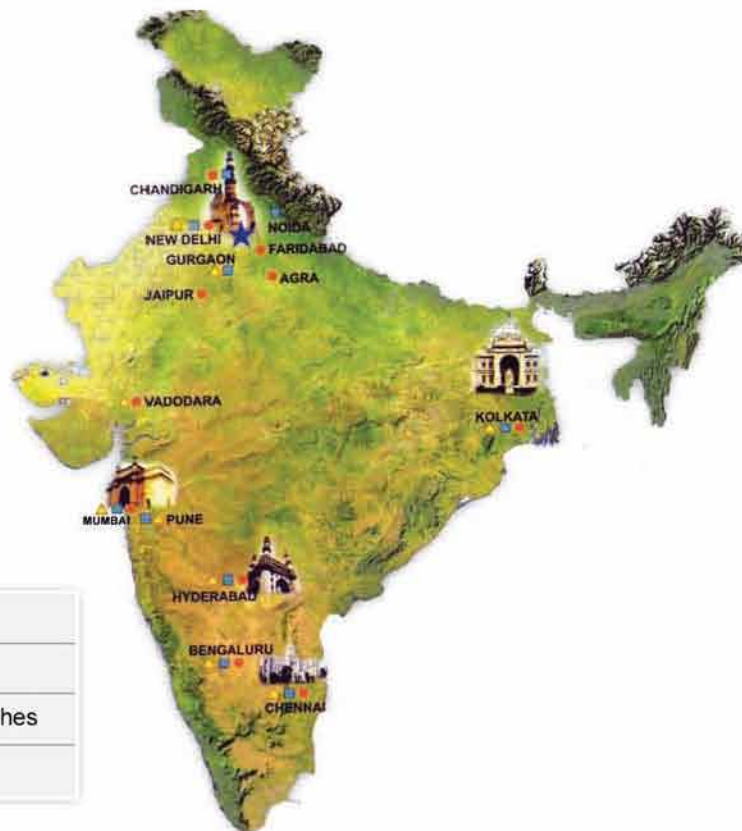 CHANDIGARH
NOIDA
NEW DELHI
FARIDABAD
GURGAON
AGRA
JAIPUR
VADODARA
KOLKATA
MUMBAI
PUNE
HYDERABAD
BENGALURU
CHENNAI
hes